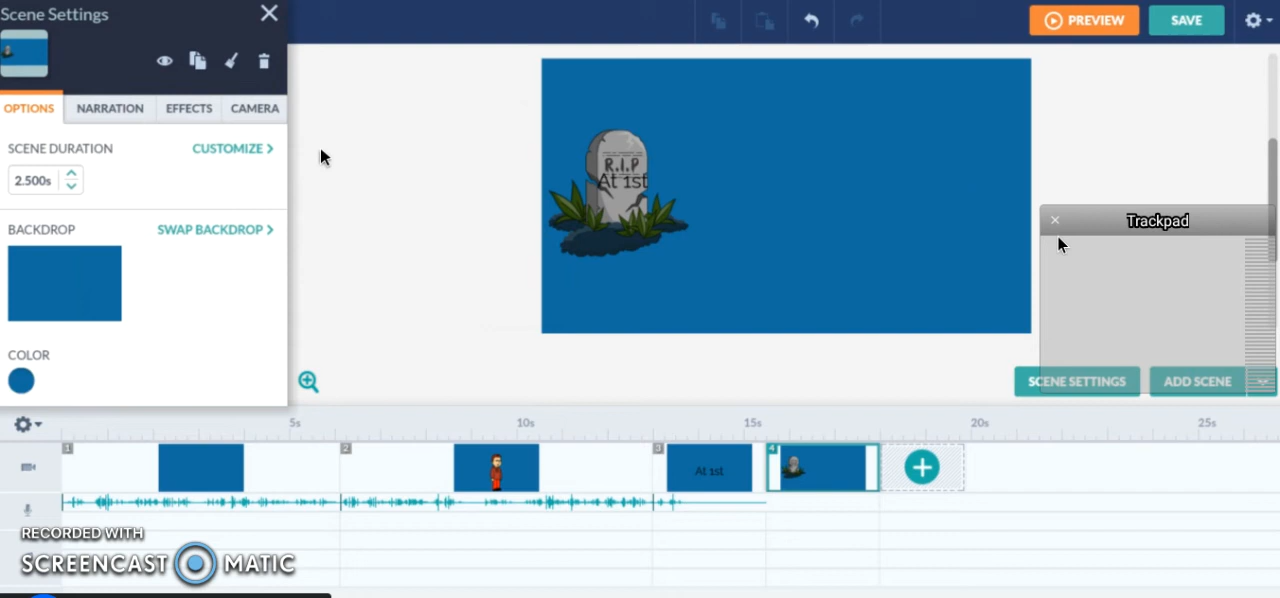 Scene Settings
PREVIEW
SAVE
OPTIONS
NARRATION
EFFECTS
CAMERA
SCENE DURATION
CUSTOMIZE >
2.500s
BACKDROP
SWAP BACKDROP >
COLOR
R.I.P
At 1st
Trackpad
SCENE SETTINGS
ADD SCENE
5s
10s
15s
20s
25s
1
2
3
At 1st
4
RECORDED WITH
SCREENCAST MATIC